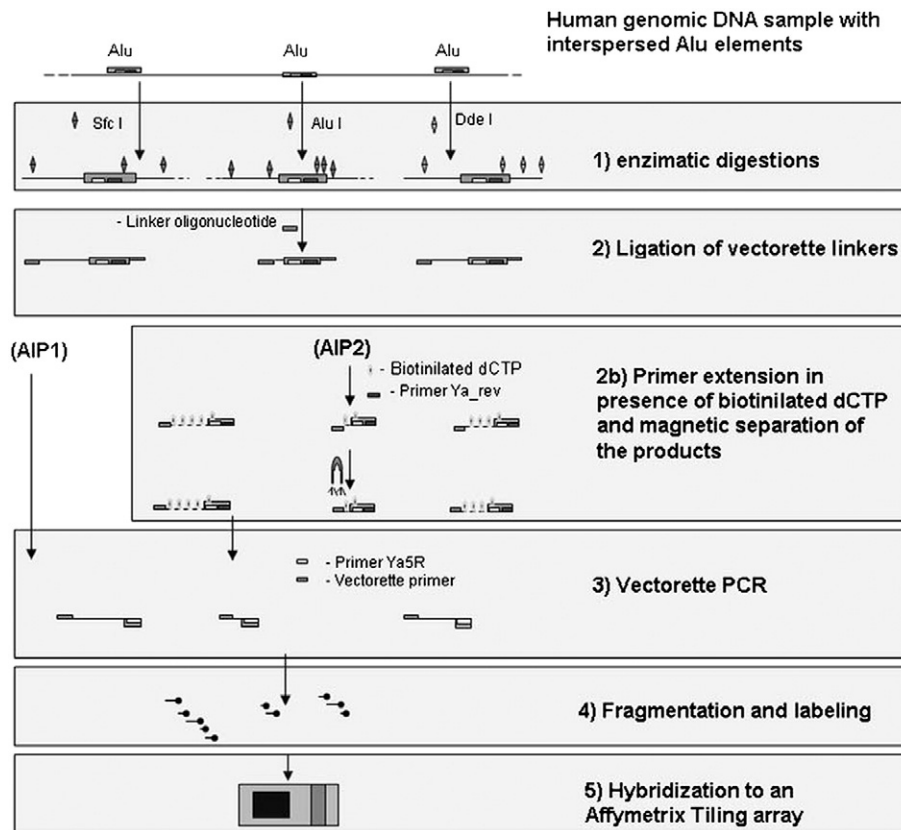 Human genomic DNA sample with
interspersed Alu elements
Alu
Alu
Alu
Sfc I
Alu I
Dde I
1) enzimatic digestions
- Linker oligonucleotide
2) Ligation of vectorette linkers
(AIP1)
(AIP2)
- Biotinilated dCTP
- Primer Ya_rev
2b) Primer extension in
presence of biotinilated dCTP
and magnetic separation of
the products
- Primer Ya5R
- Vectorette primer
3) Vectorette PCR
4) Fragmentation and labeling
5) Hybridization to an
Affymetrix Tiling array